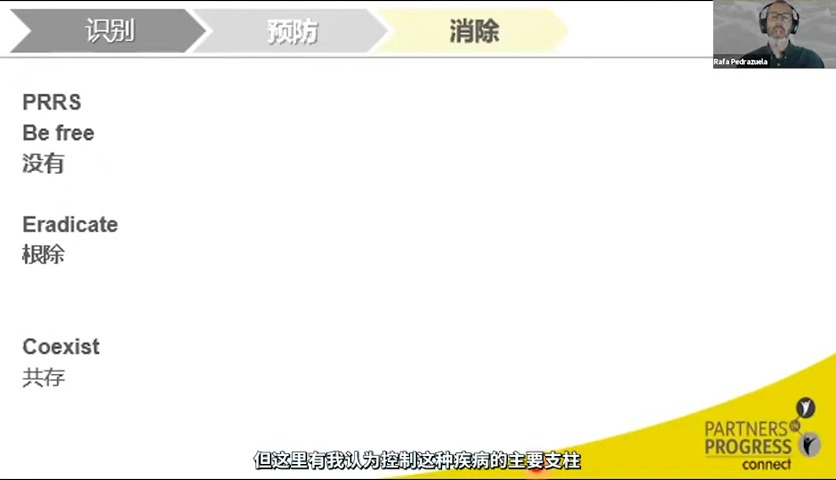 识别
预防
消除
Rafa Pedrazuela
PRRS
Be free
没有
Eradicate
根除
Coexist
共存
PARTNERS IN
PROGRESS
connect
但这里有我认为控制这种疾病的主要支柱